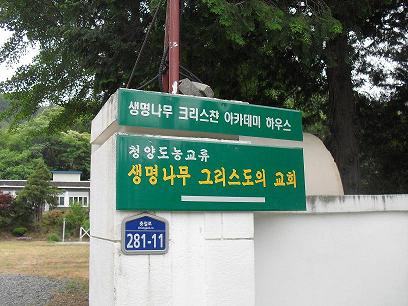 생명나무 크리스챤 아카데미 하우스
청양도농교류
생명나무 그리스도의 교회
281-11